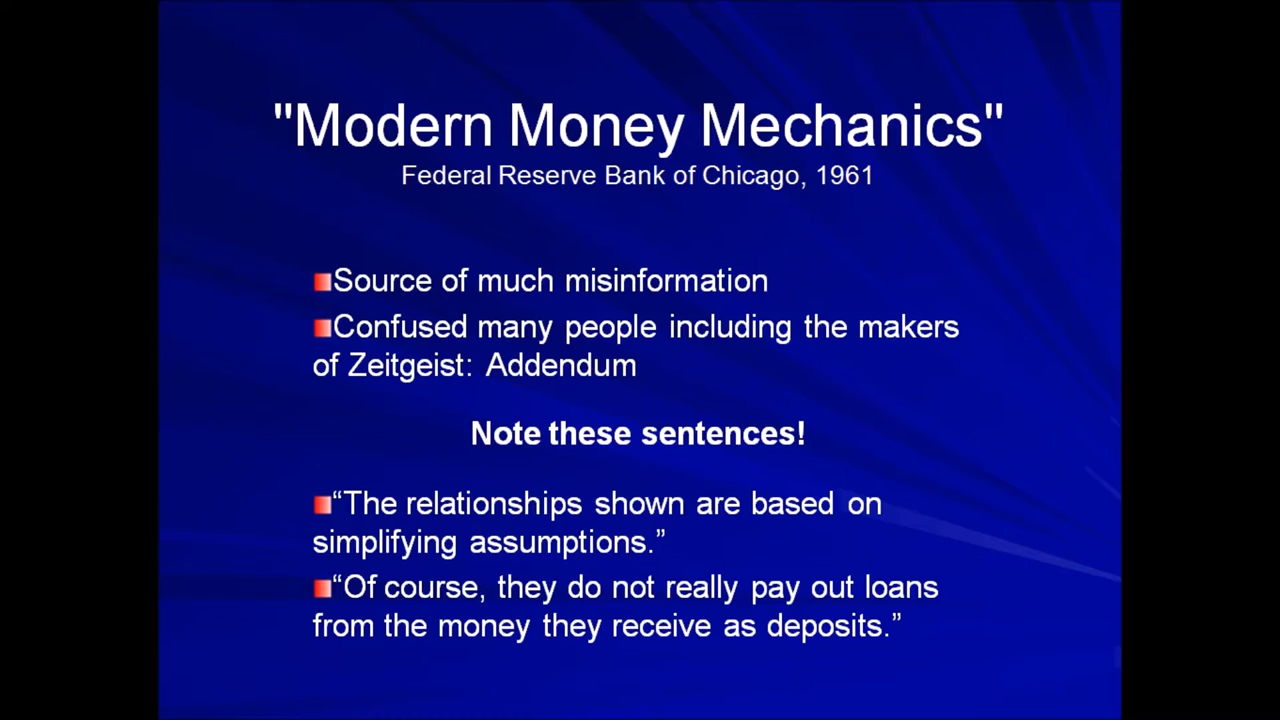 "Modern Money Mechanics"
Federal Reserve Bank of Chicago, 1961
Source of much misinformation
Confused many people including the makers
of Zeitgeist: Addendum
Note these sentences!
“The relationships shown are based on
simplifying assumptions.”
“Of course, they do not really pay out loans
from the money they receive as deposits.”